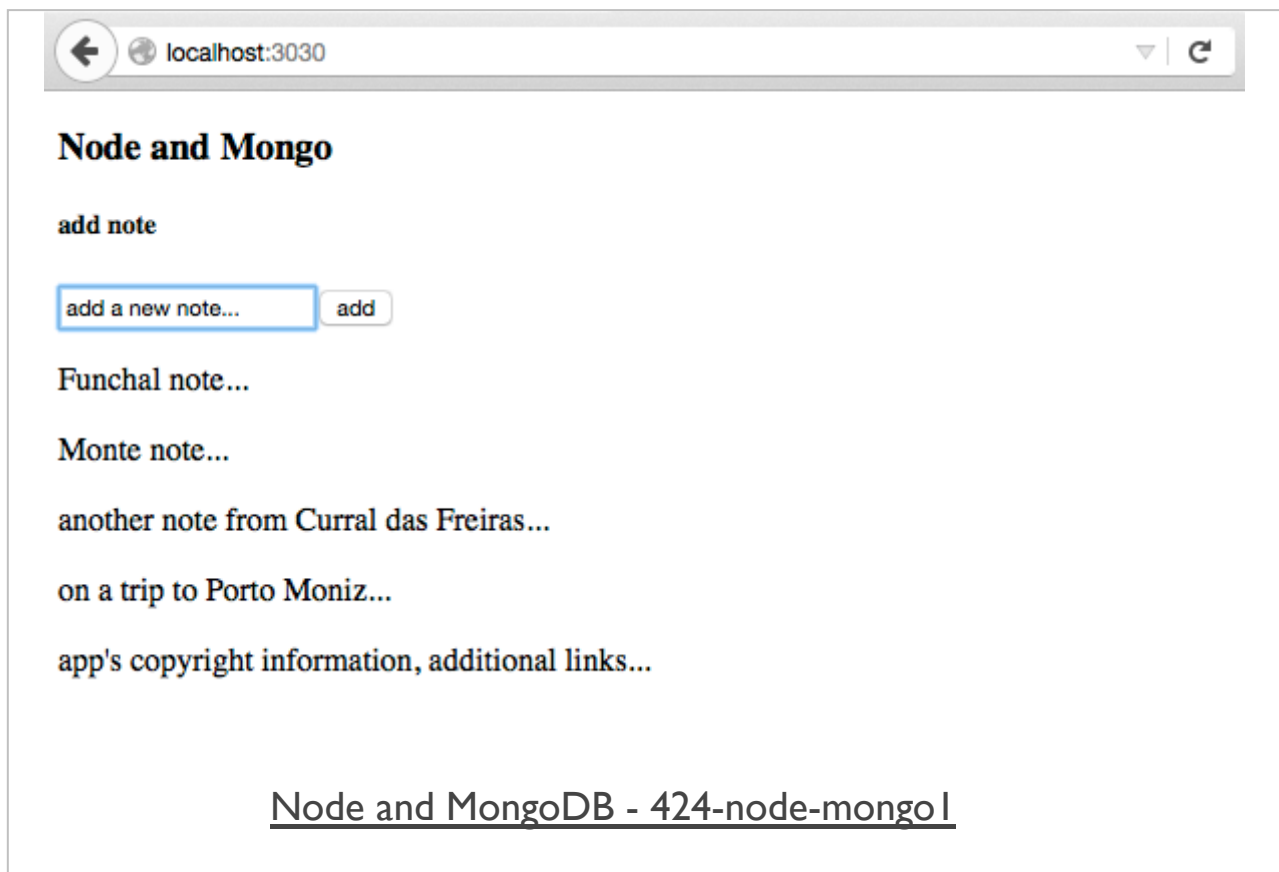 localhost:3030
Node and Mongo
add note
add a new note...
add
Funchal note...
Monte note...
another note from Curral das Freiras...
on a trip to Porto Moniz...
app's copyright information, additional links...
Node and MongoDB - 424-node-mongo1